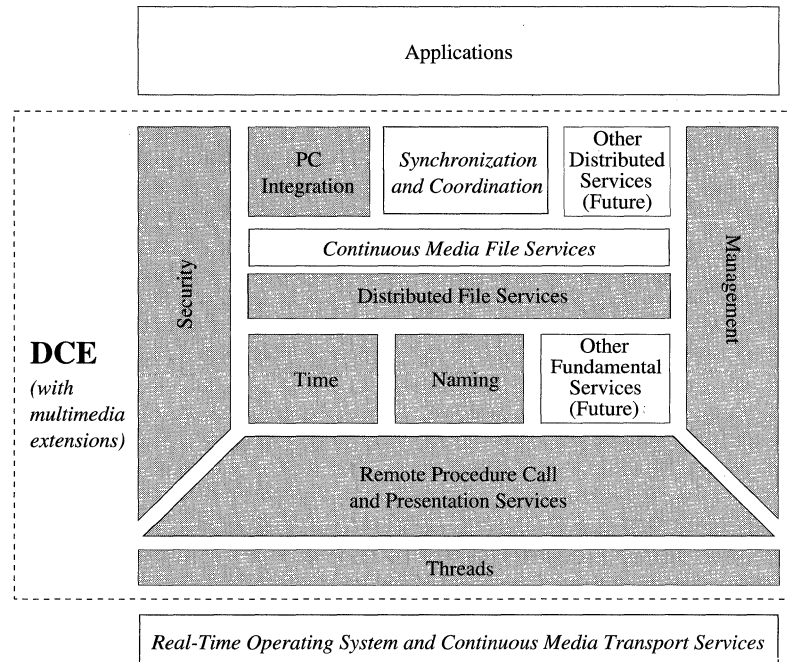 Applications
PC
Integration
Synchronization
and Coordination
Other
Distributed
Services
(Future)
Continuous Media File Services
Distributed File Services
Security
Management
DCE
(with
multimedia
extensions)
Time
Naming
Other
Fundamental
Services
(Future)
Remote Procedure Call
and Presentation Services
Threads
Real-Time Operating System and Continuous Media Transport Services